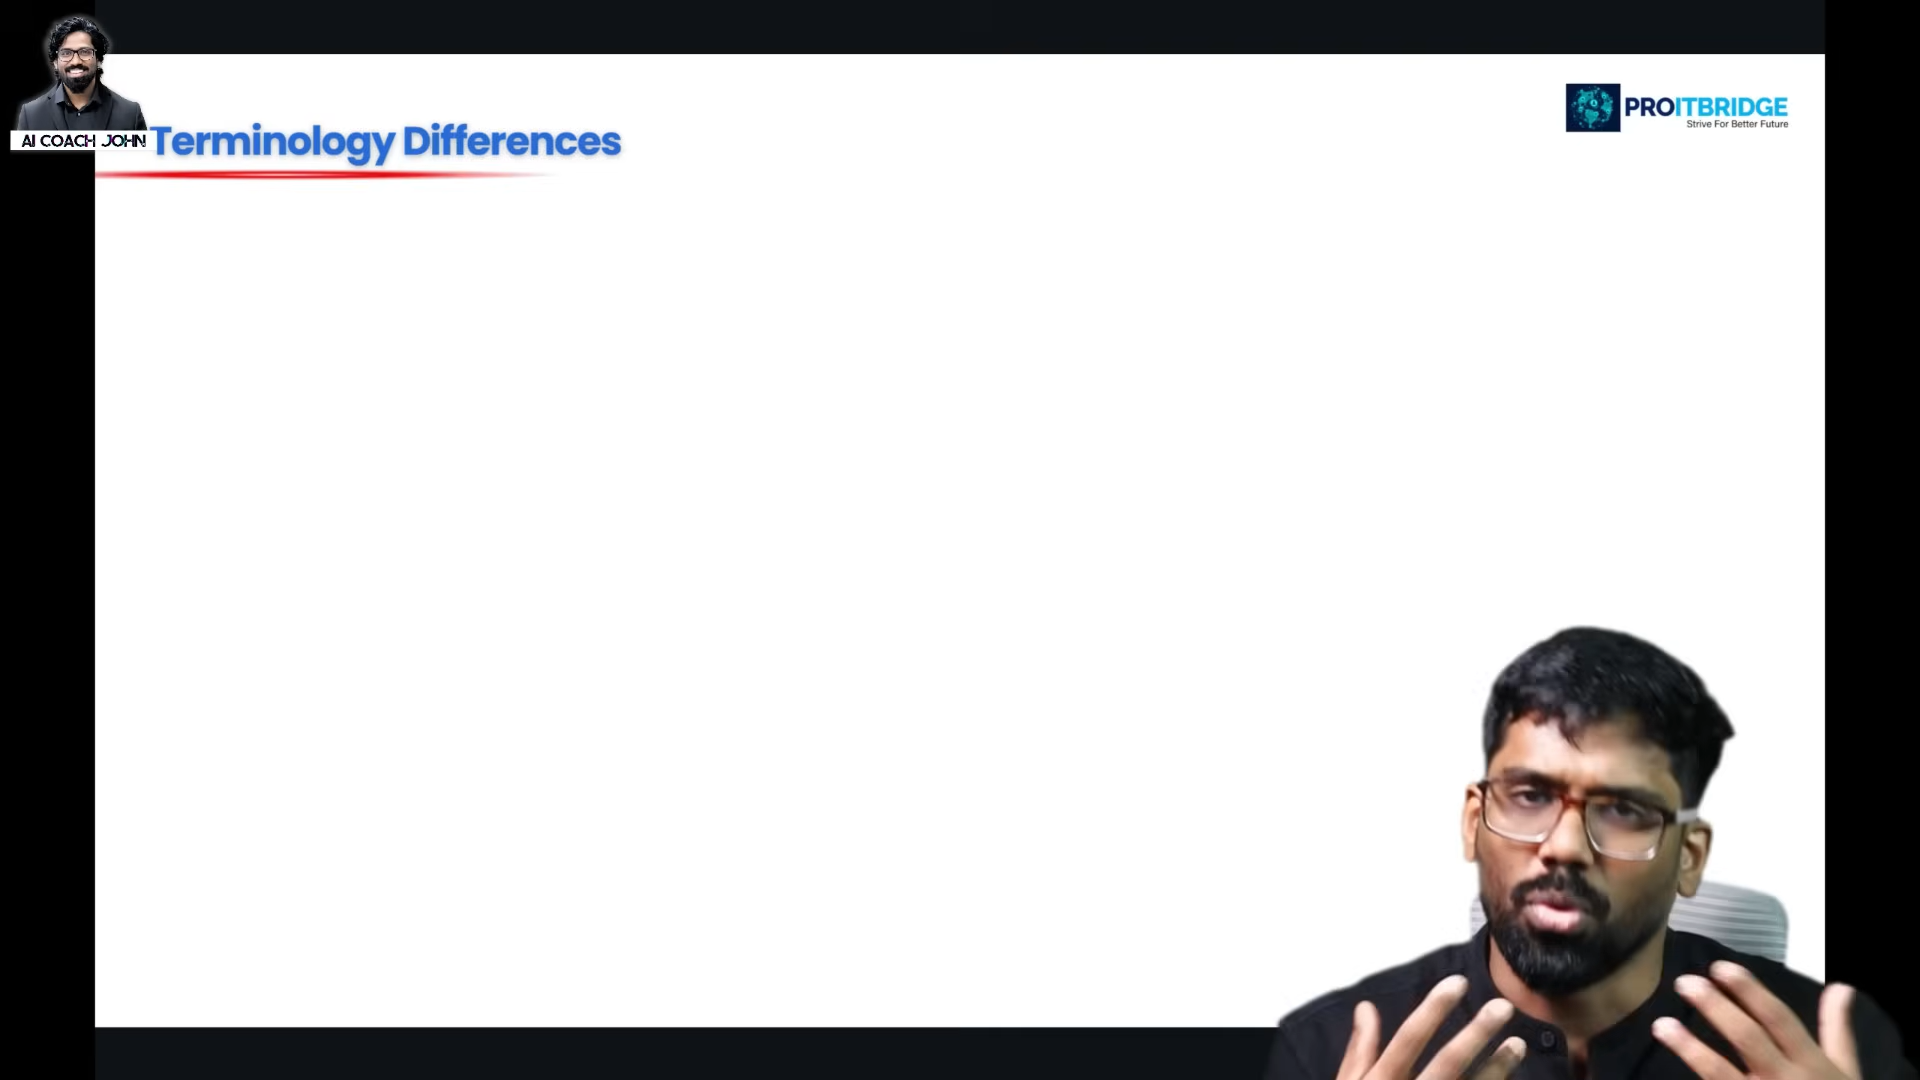 AI COACH JOHN
Terminology Differences
PROITBRIDGE
Strive For Better Future